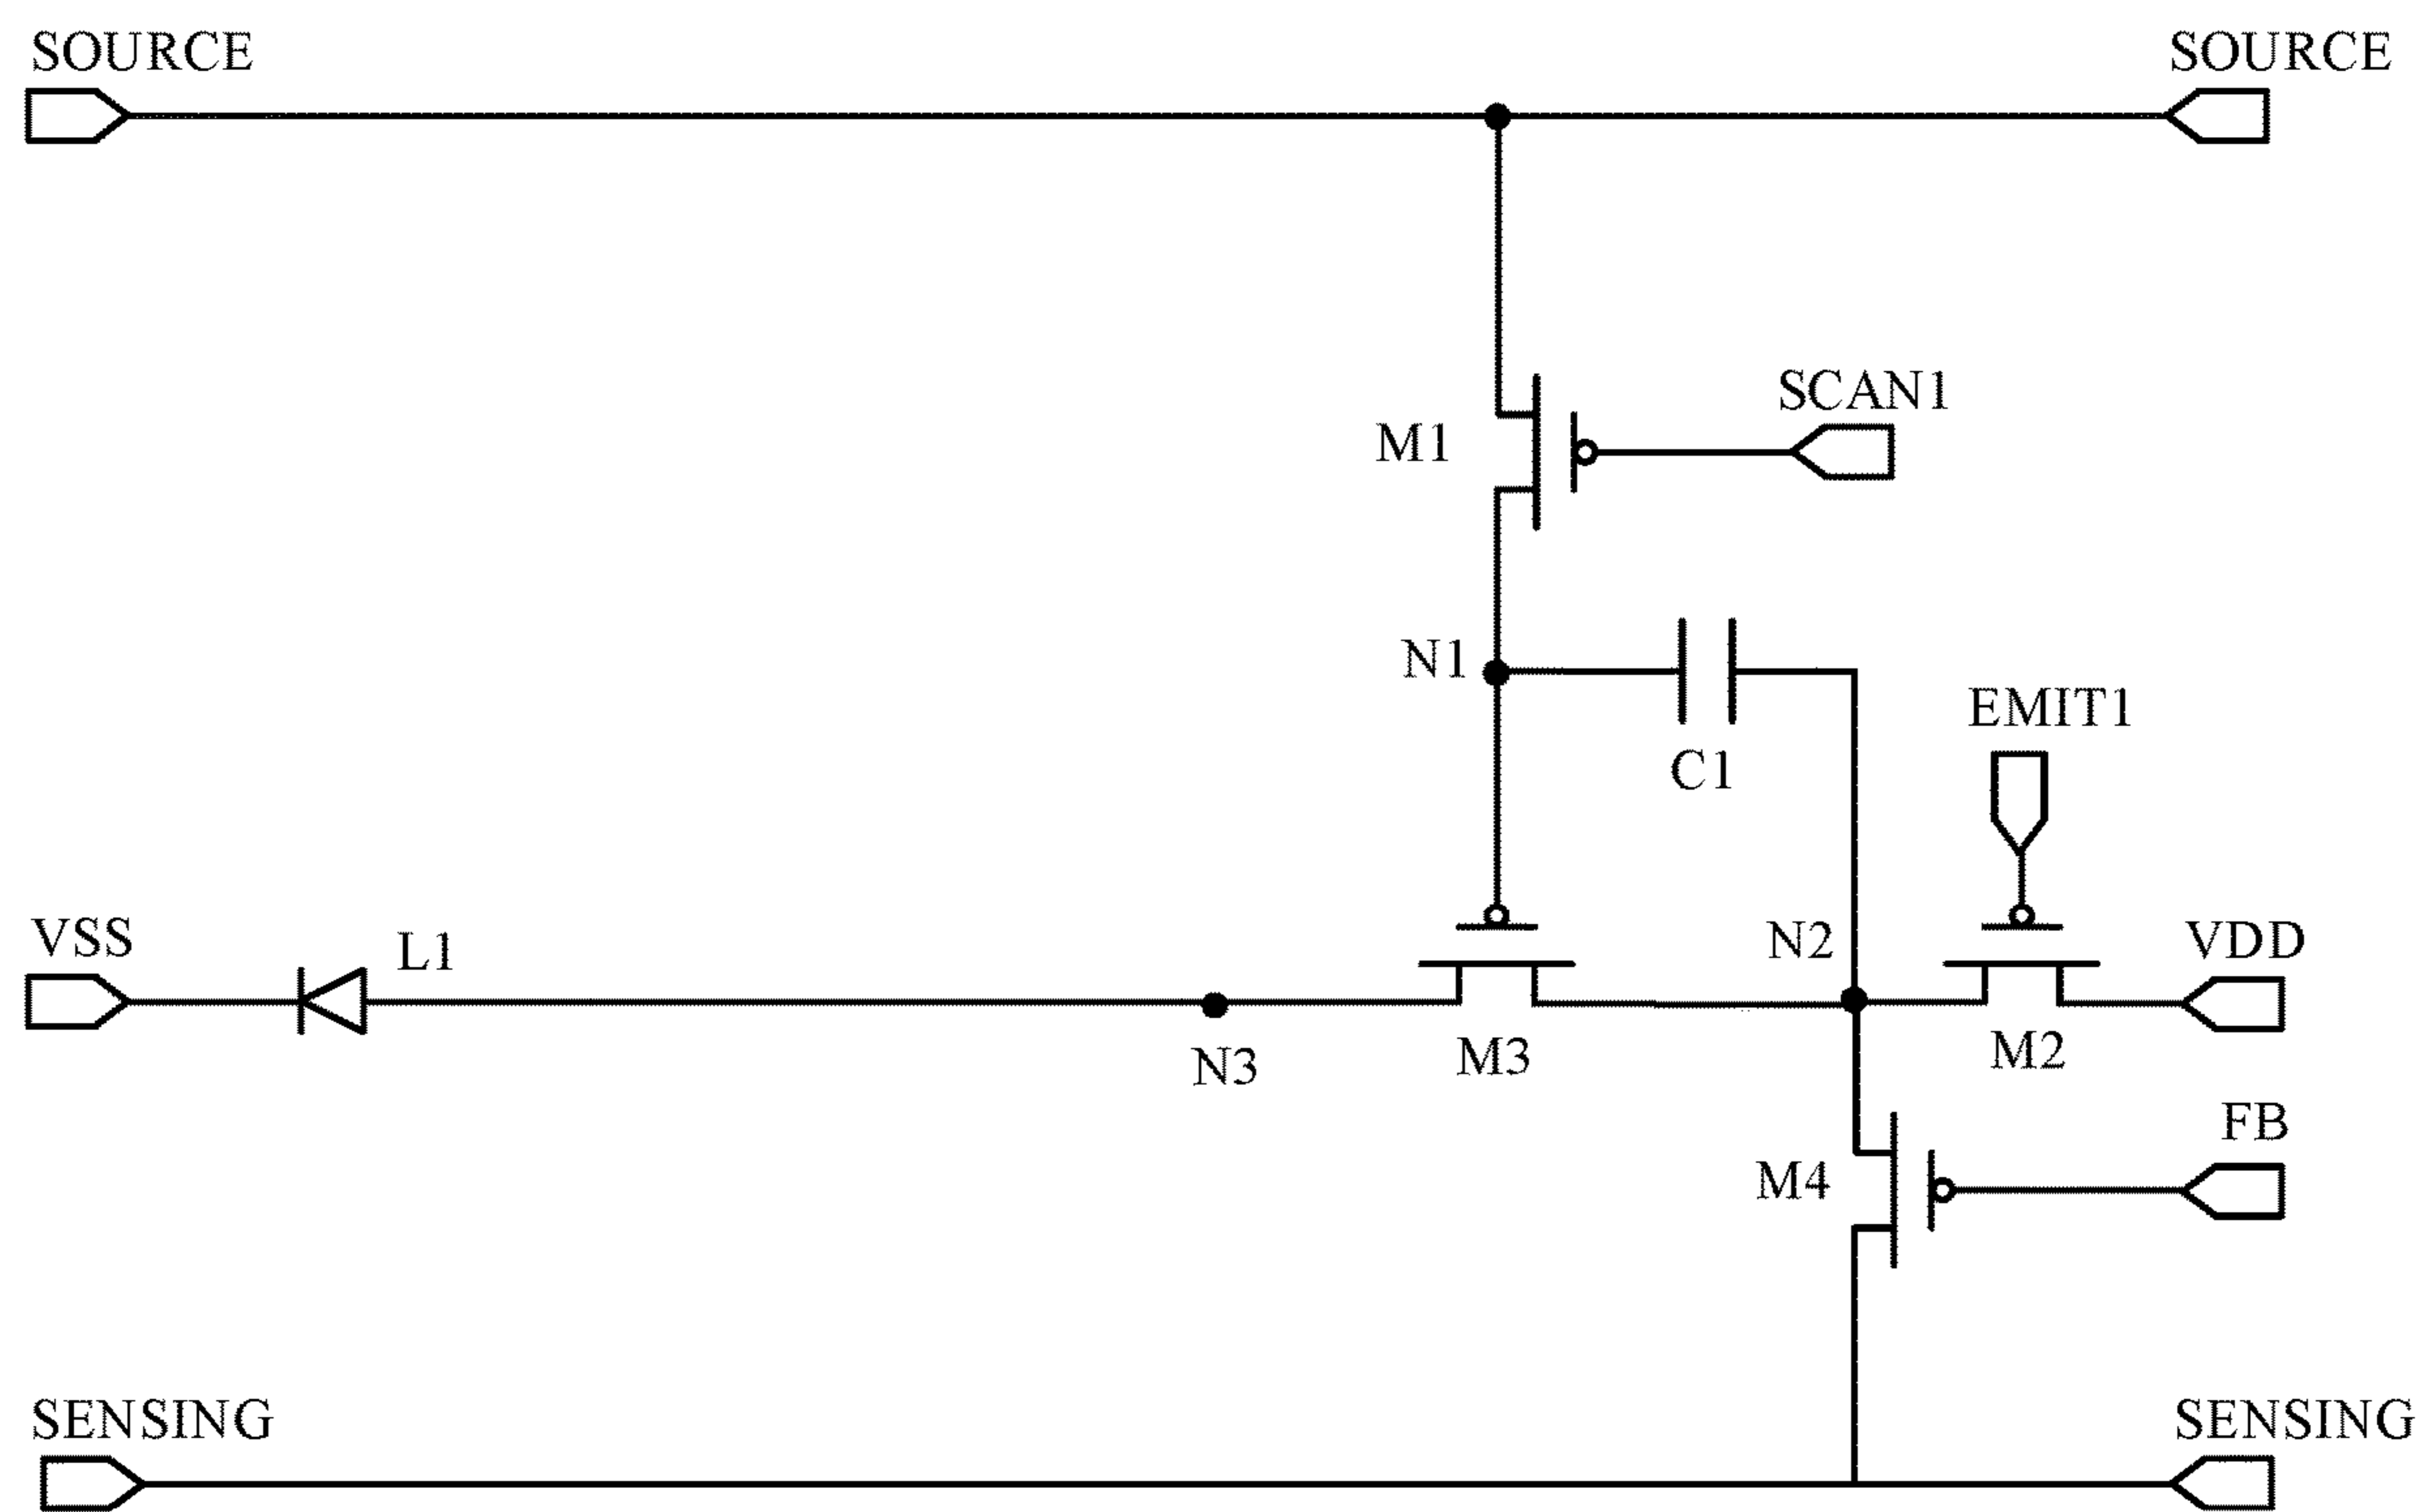 SOURCE
SOURCE
SCAN1
M1
N1
EMIT1
C1
VSS
L1
N2
VDD
N3
M3
M2
FB
M4
SENSING
SENSING